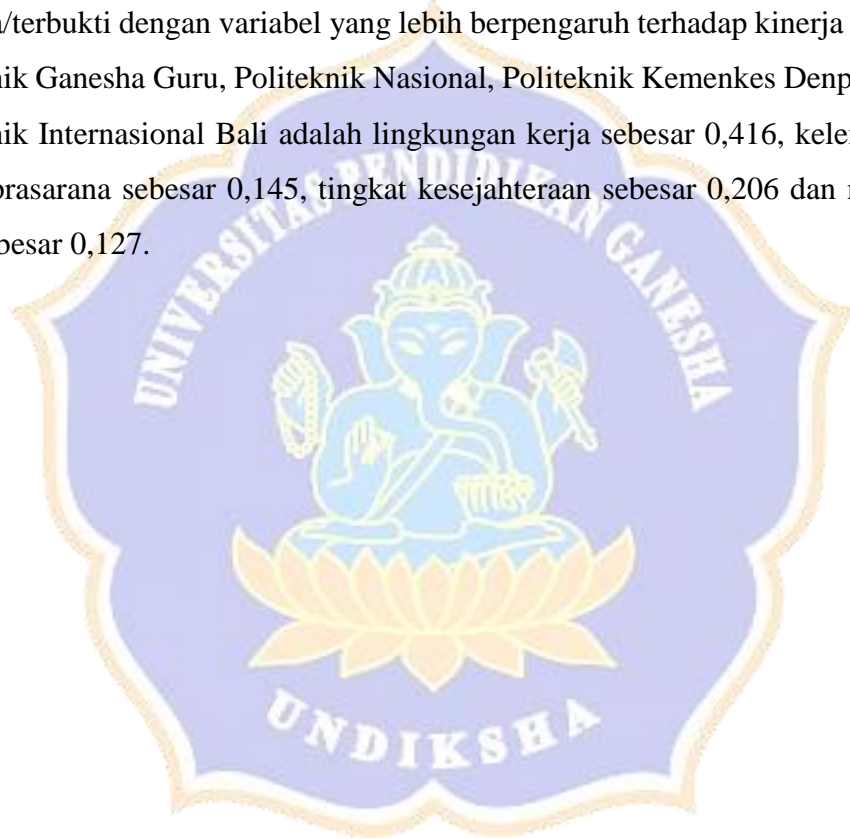 /terbukti dengan variabel yang lebih berpengaruh terhadap kinerja
nik Ganesha Guru, Politeknik Nasional, Politeknik Kemenkes Denp
nik Internasional Bali adalah lingkungan kerja sebesar 0,416, kele
prasarana sebesar 0,145, tingkat kesejahteraan sebesar 0,206 dan
besar 0,127.
UNIVERSITAS PENDIDIKAN GANESHA
UNDIKSHA